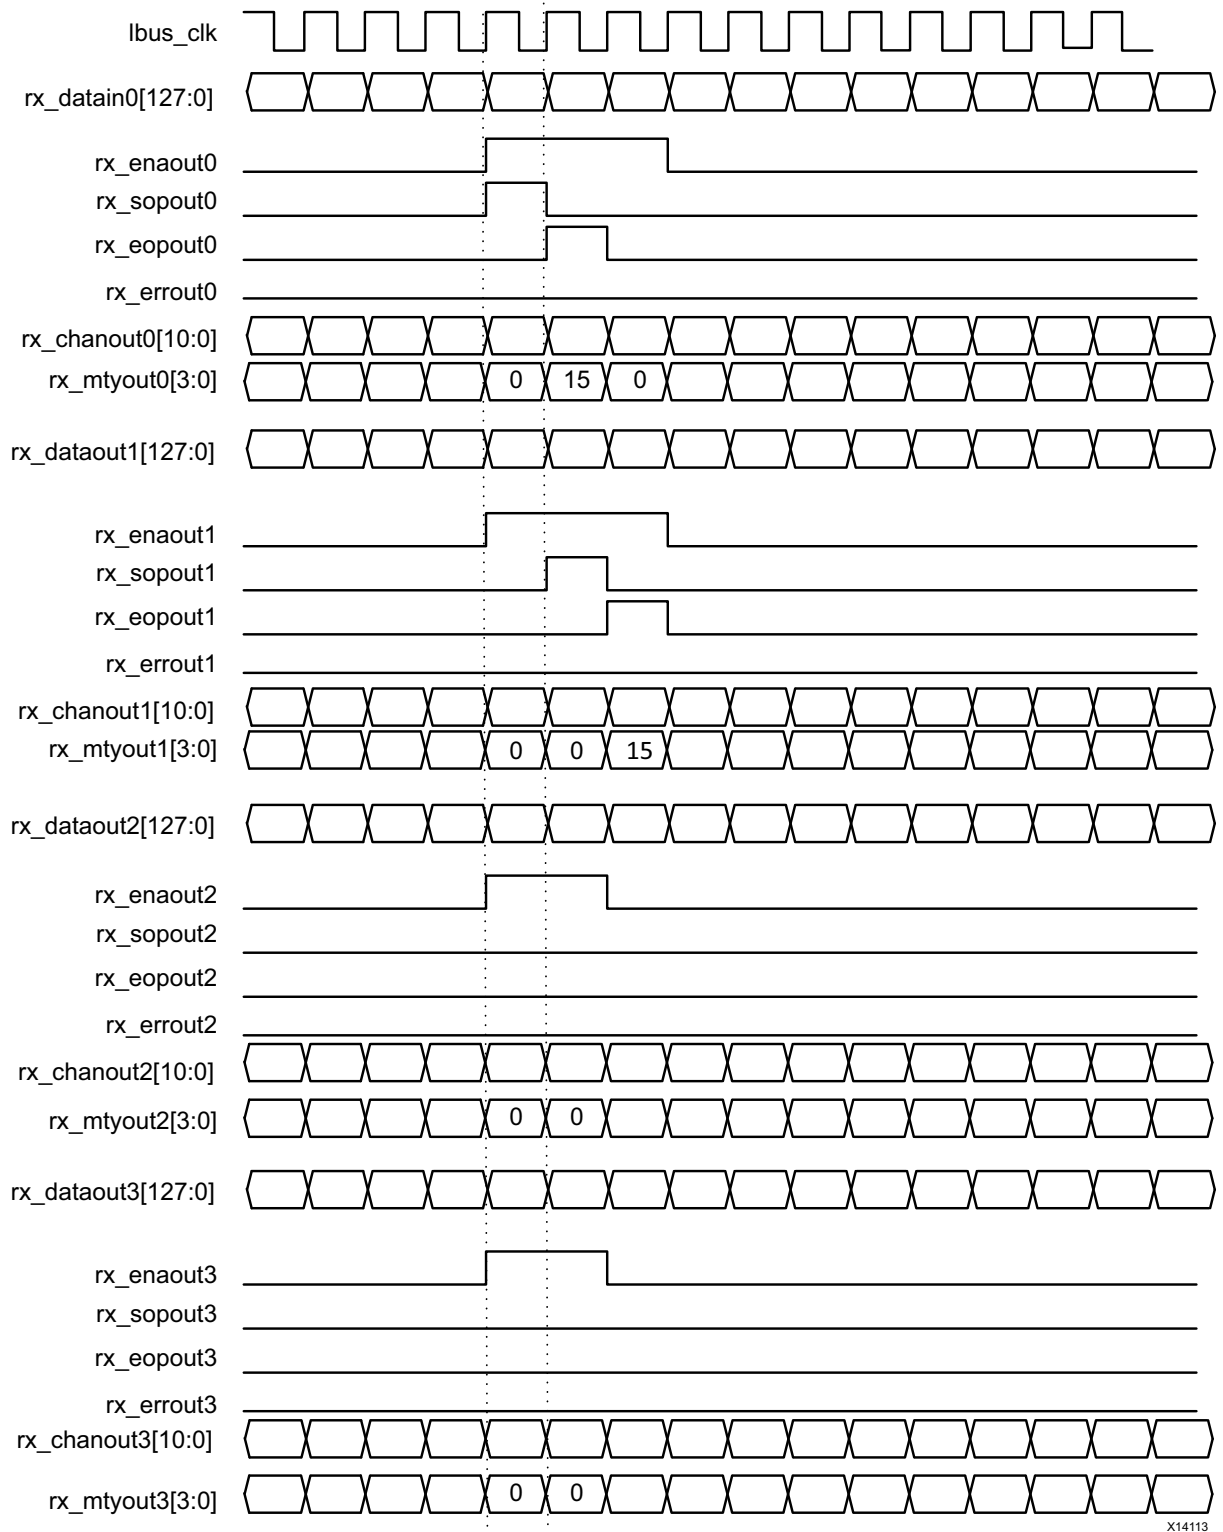 lbus_clk
rx_datain0[127:0]
rx_enaout0
rx_sopout0
rx_eopout0
rx_errout0
rx_chanout0[10:0]
rx_mtyout0[3:0] 0 15 0
rx_dataout1[127:0]
rx_enaout1
rx_sopout1
rx_eopout1
rx_errout1
rx_chanout1[10:0]
rx_mtyout1[3:0] 0 0 15
rx_dataout2[127:0]
rx_enaout2
rx_sopout2
rx_eopout2
rx_errout2
rx_chanout2[10:0]
rx_mtyout2[3:0] 0 0
rx_dataout3[127:0]
rx_enaout3
rx_sopout3
rx_eopout3
rx_errout3
rx_chanout3[10:0]
rx_mtyout3[3:0] 0 0
X14113